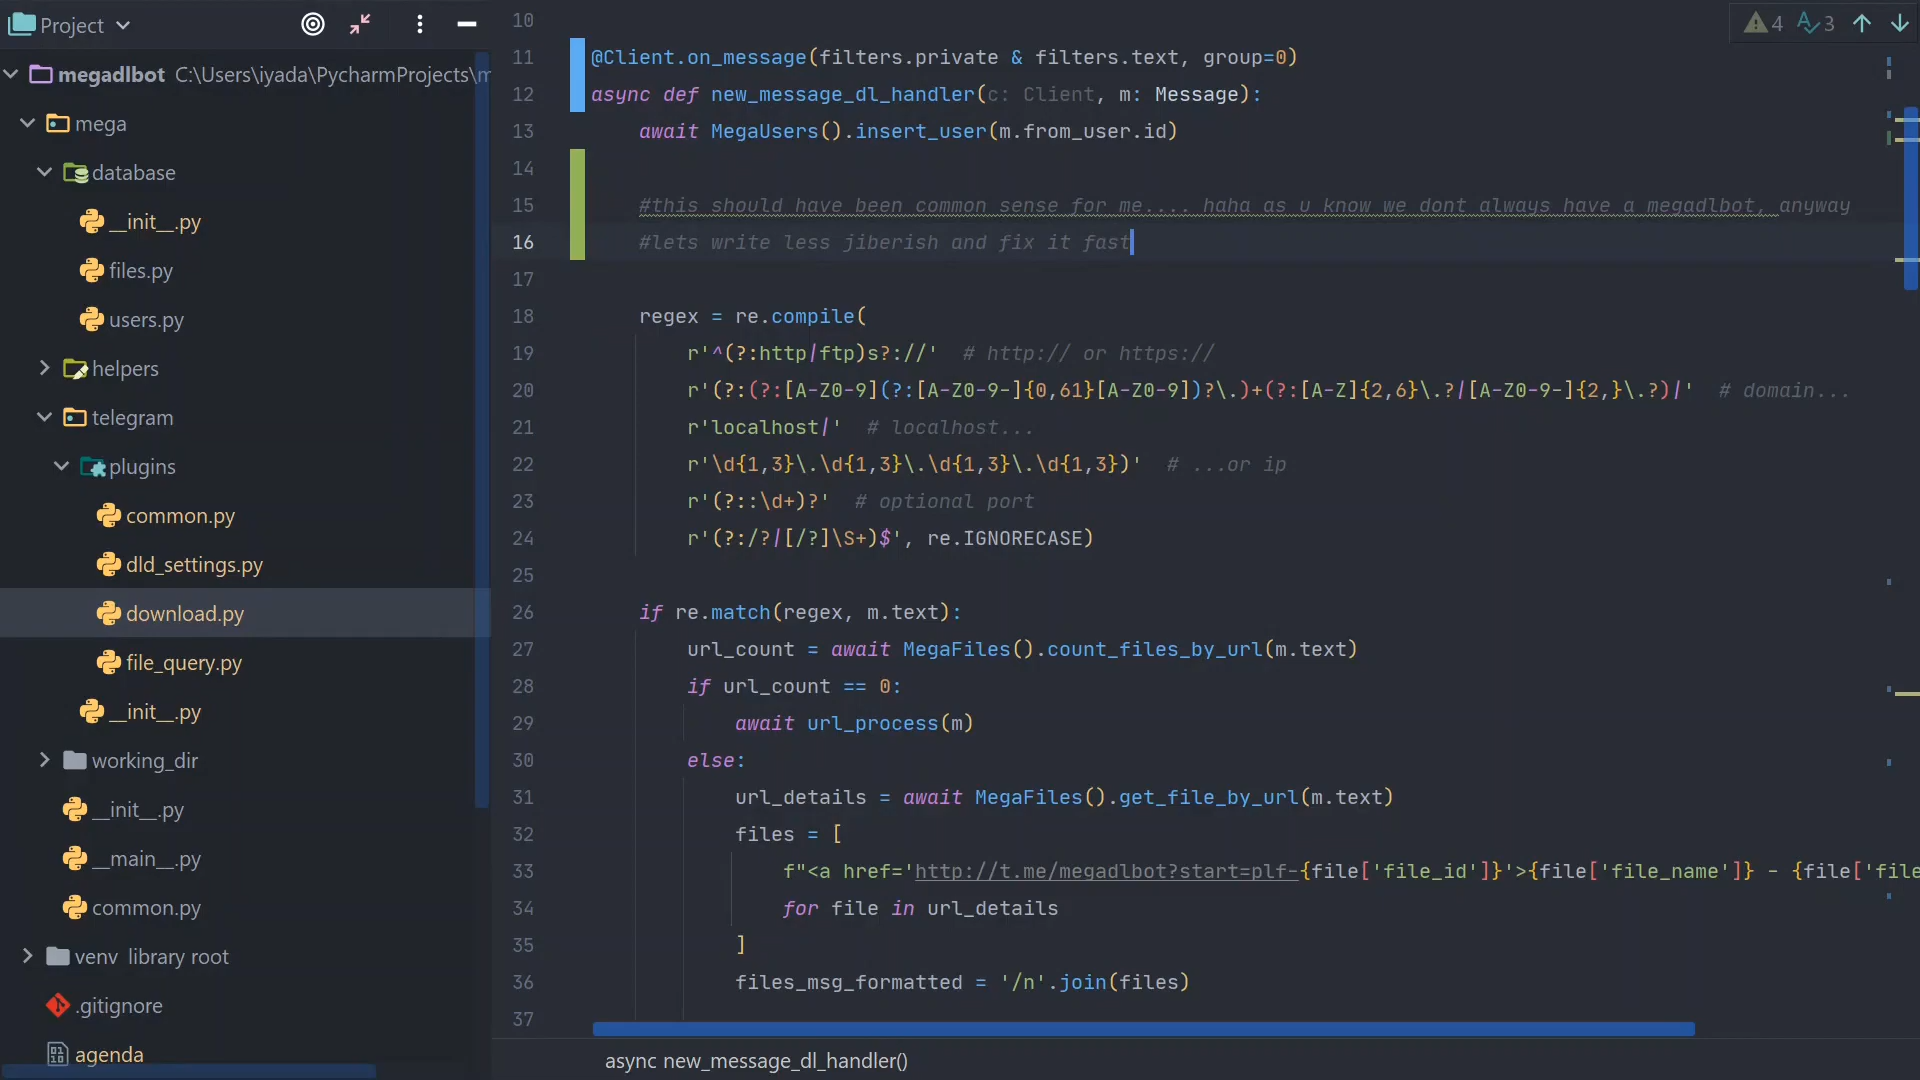 Project
megadlbot C:\Users\iyada\PycharmProjects\m
mega
database
__init__.py
files.py
users.py
helpers
telegram
plugins
common.py
dld_settings.py
download.py
file_query.py
__init__.py
working_dir
__init__.py
__main__.py
common.py
venv library root
.gitignore
agenda
4 3
10
11 @Client.on_message(filters.private & filters.text, group=0)
12 async def new_message_dl_handler(c: Client, m: Message):
13 await MegaUsers().insert_user(m.from_user.id)
14
15 #this should have been common sense for me.... haha as u know we dont always have a megadlbot, anyway
16 #lets write less jiberish and fix it fast
17
18 regex = re.compile(
19 r'^(?:http|ftp)s?://' # http:// or https://
20 r'(?:(?:[A-Z0-9](?:[A-Z0-9-]{0,61}[A-Z0-9])?\.)+(?:[A-Z]{2,6}\.?|[A-Z0-9-]{2,}\.?)|' # domain...
21 r'localhost|' # localhost...
22 r'\d{1,3}\.\d{1,3}\.\d{1,3}\.\d{1,3})' # ...or ip
23 r'(?::\d+)?' # optional port
24 r'(?:/?|[/?]\S+)$', re.IGNORECASE)
25
26 if re.match(regex, m.text):
27 url_count = await MegaFiles().count_files_by_url(m.text)
28 if url_count == 0:
29 await url_process(m)
30 else:
31 url_details = await MegaFiles().get_file_by_url(m.text)
32 files = [
33 f"<a href='http://t.me/megadlbot?start=plf-{file['file_id']}'>{file['file_name']} - {file['file
34 for file in url_details
35 ]
36 files_msg_formatted = '/n'.join(files)
37
async new_message_dl_handler()